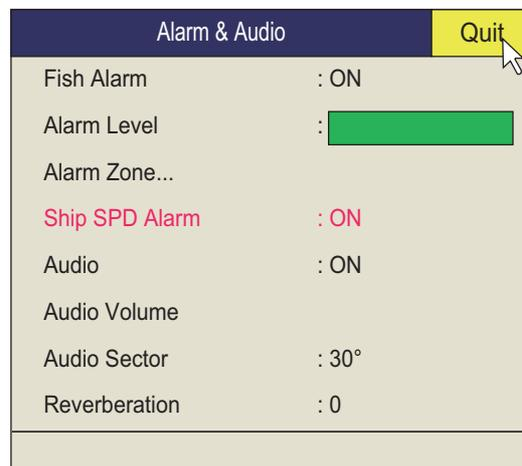 Alarm & Audio Quit
Fish Alarm : ON
Alarm Level :
Alarm Zone...
Ship SPD Alarm : ON
Audio : ON
Audio Volume
Audio Sector : 30°
Reverberation : 0